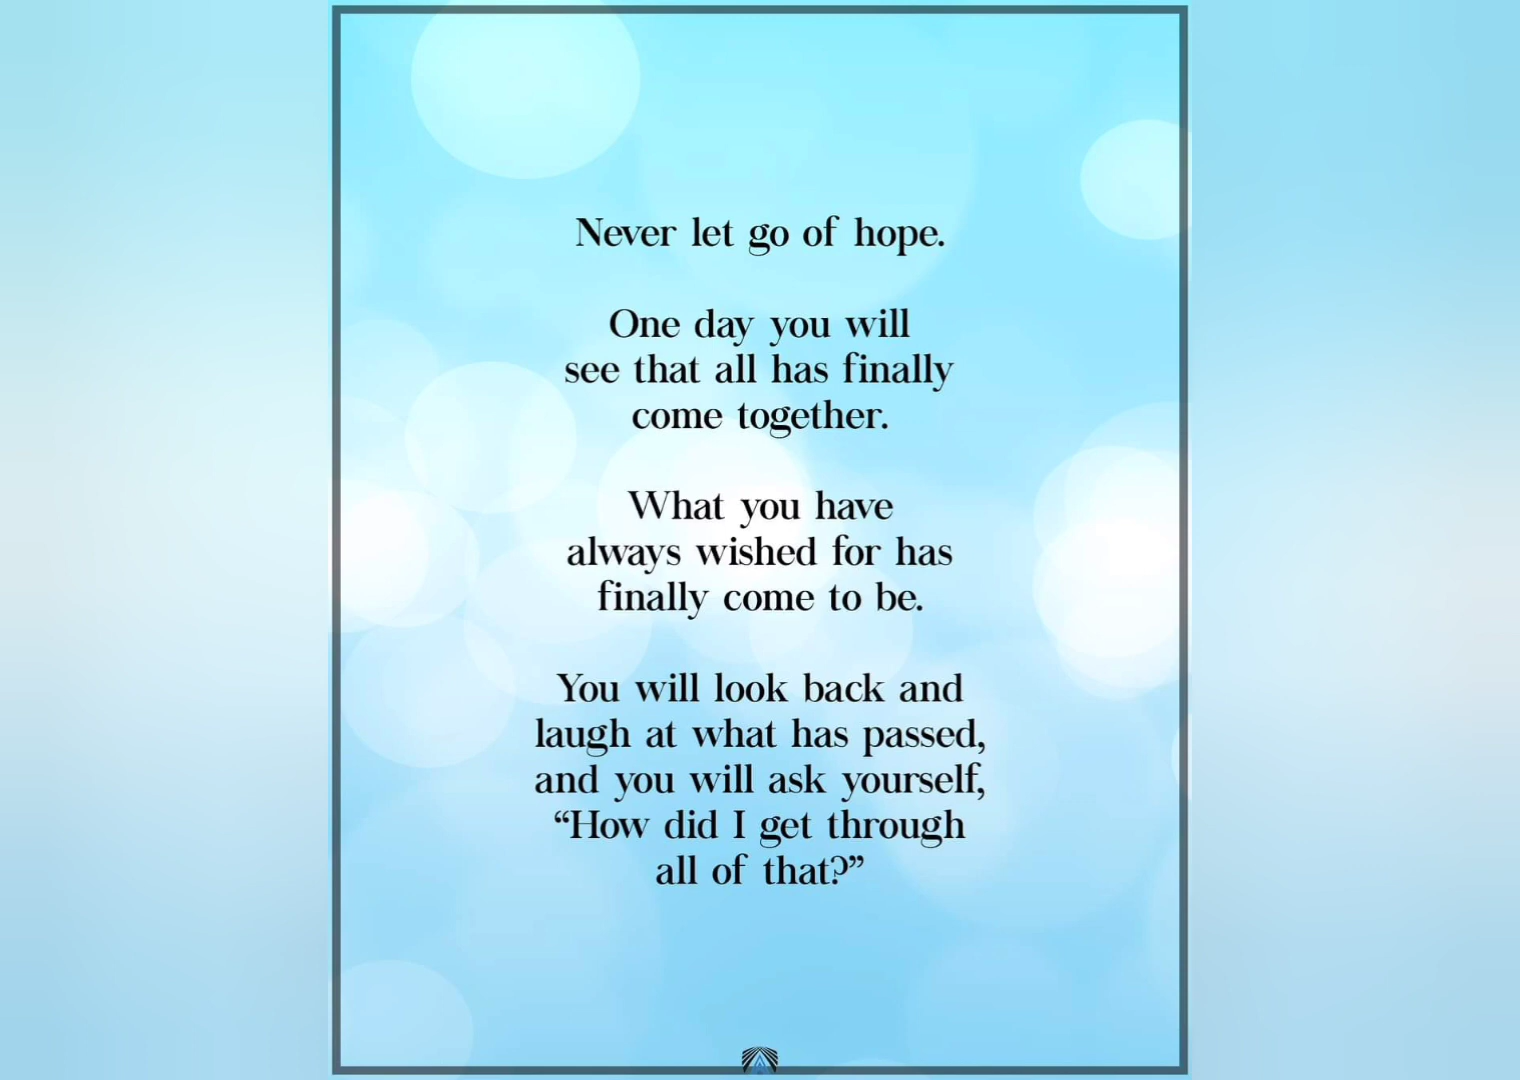 Never let go of hope.
One day you will
see that all has finally
come together.
What you have
always wished for has
finally come to be.
You will look back and
laugh at what has passed,
and you will ask yourself,
“How did I get through
all of that?”